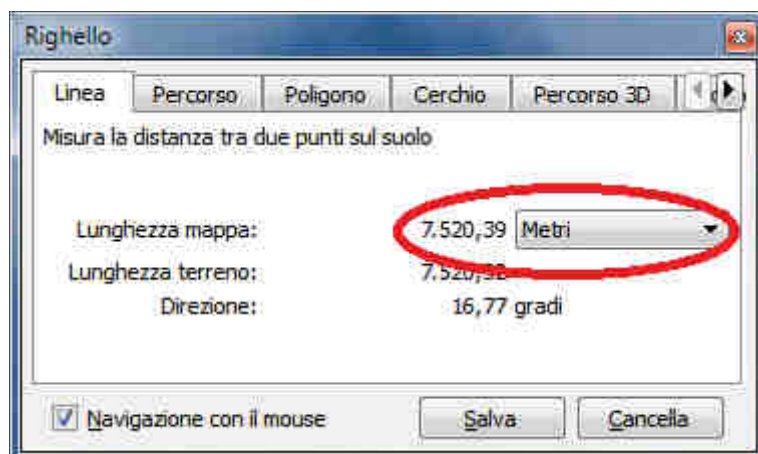 Righello
Linea Percorso Poligono Cerchio Percorso 3D
Misura la distanza tra due punti sul suolo
Lunghezza mappa: 7.520,39 Metri
Lunghezza terreno:
Direzione: 16,77 gradi
Navigazione con il mouse Salva Cancella